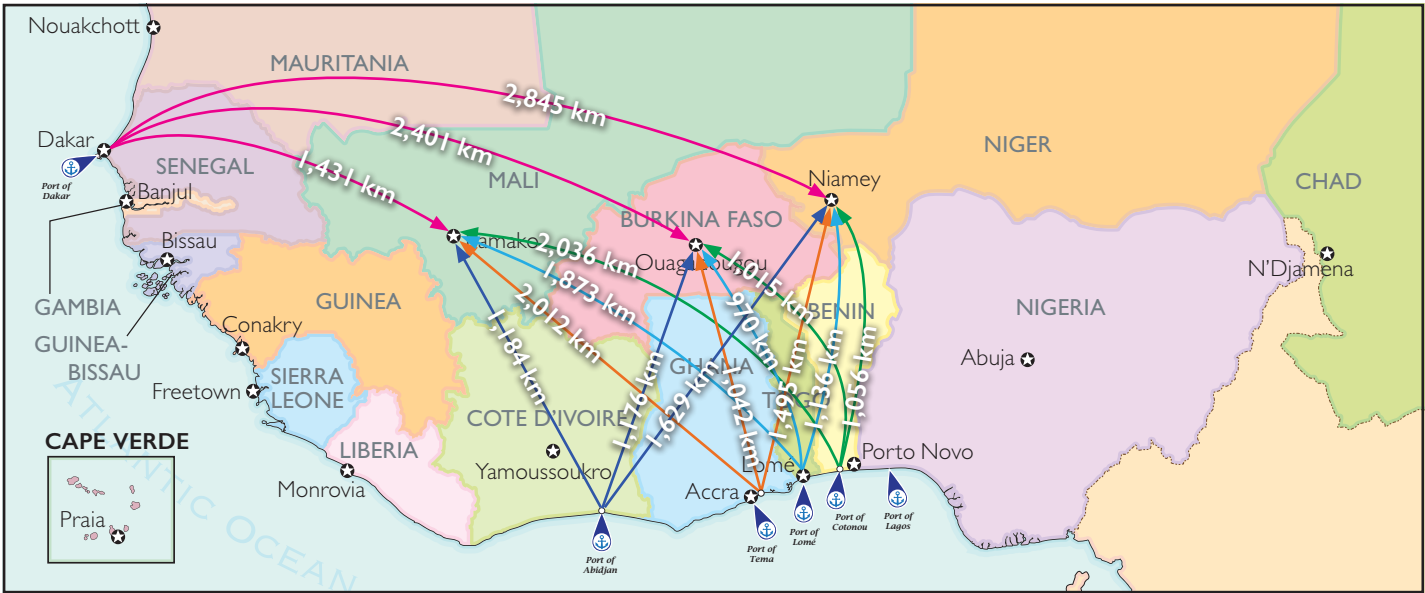 Nouakchott
MAURITANIA
2,845 km
NIGER
Dakar
2,401 km
SENEGAL
1,431 km
MALI
Niamey
CHAD
Port of
Dakar
Banjul
BURKINA FASO
Bissau
Bamako
2,036 km
Ouagadougou
1,015 km
N'Djamena
1,873 km
GAMBIA
GUINEA
2,012 km
970 km
BENIN
NIGERIA
GUINEA-
BISSAU
Conakry
1,184 km
GHANA
1,495 km
1,136 km
1,056 km
Abuja
SIERRA
LEONE
Freetown
1,176 km
1,629 km
1,042 km
TOGO
COTE D'IVOIRE
CAPE VERDE
LIBERIA
Yamoussoukro
Lomé
Porto Novo
Monrovia
Accra
Praia
Port of
Abidjan
Port of
Tema
Port of
Lomé
Port of
Cotonou
Port of
Lagos
ATLANTIC OCEAN